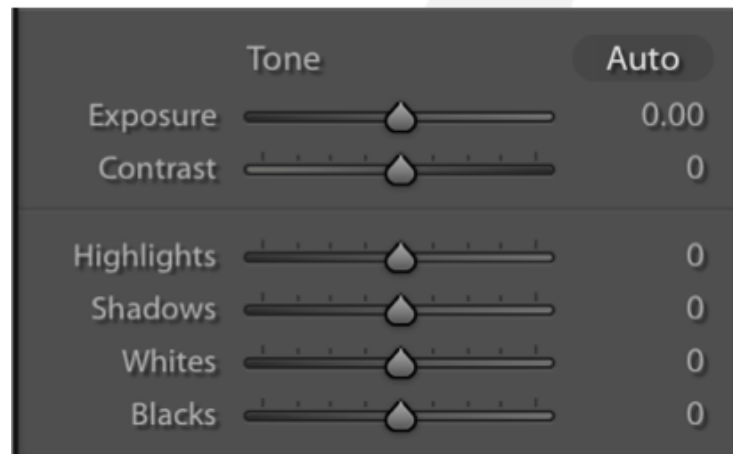 Tone Auto
Exposure 0.00
Contrast 0
Highlights 0
Shadows 0
Whites 0
Blacks 0